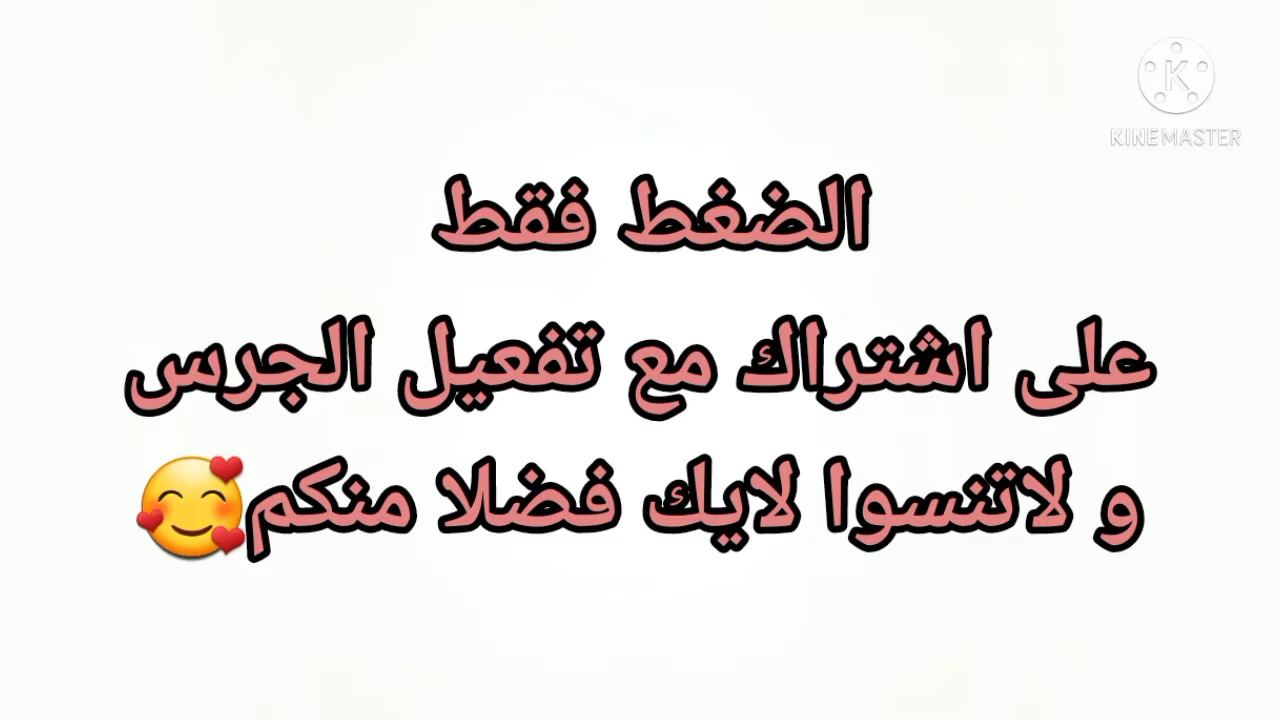 KINEMASTER
الضغط فقط
على اشتراك مع تفعيل الجرس
و لاتنسوا لايك فضلا منكم🥰